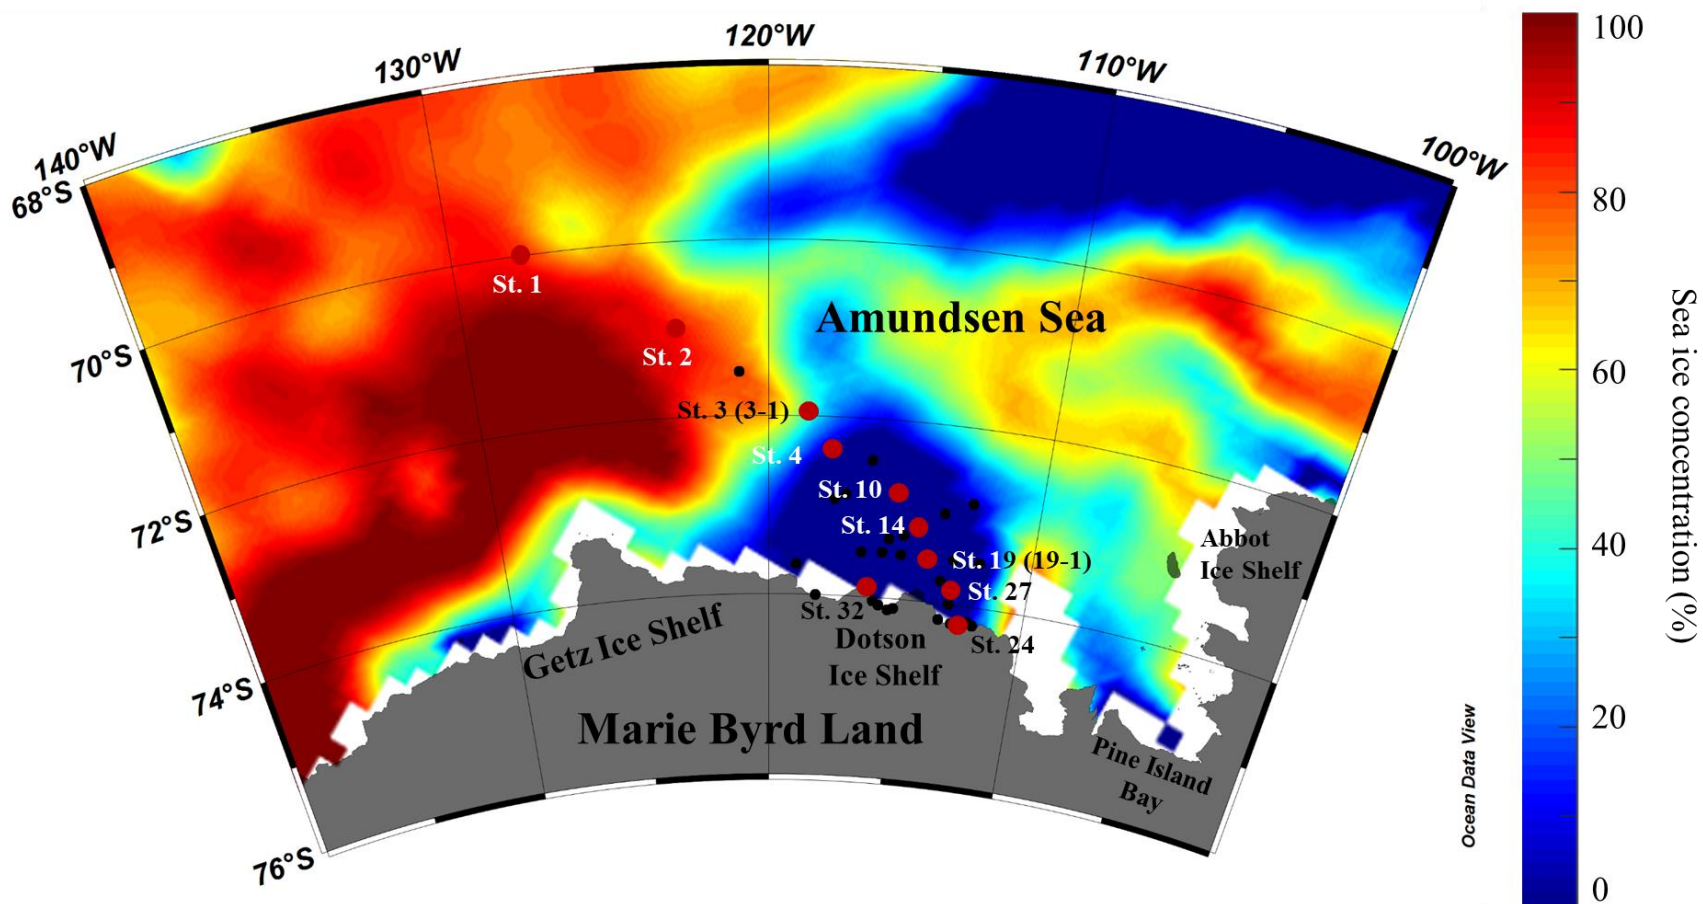 120°W
130°W
110°W
140°W
100°W
68°S
70°S
72°S
74°S
76°S
St. 1
Amundsen Sea
St. 2
St. 3 (3-1)
St. 4
St. 10
St. 14
St. 19 (19-1)
St. 27
St. 32
St. 24
Abbot
Ice Shelf
Getz Ice Shelf
Dotson
Ice Shelf
Marie Byrd Land
Pine Island
Bay
Ocean Data View
100
80
60
40
20
0
Sea ice concentration (%)